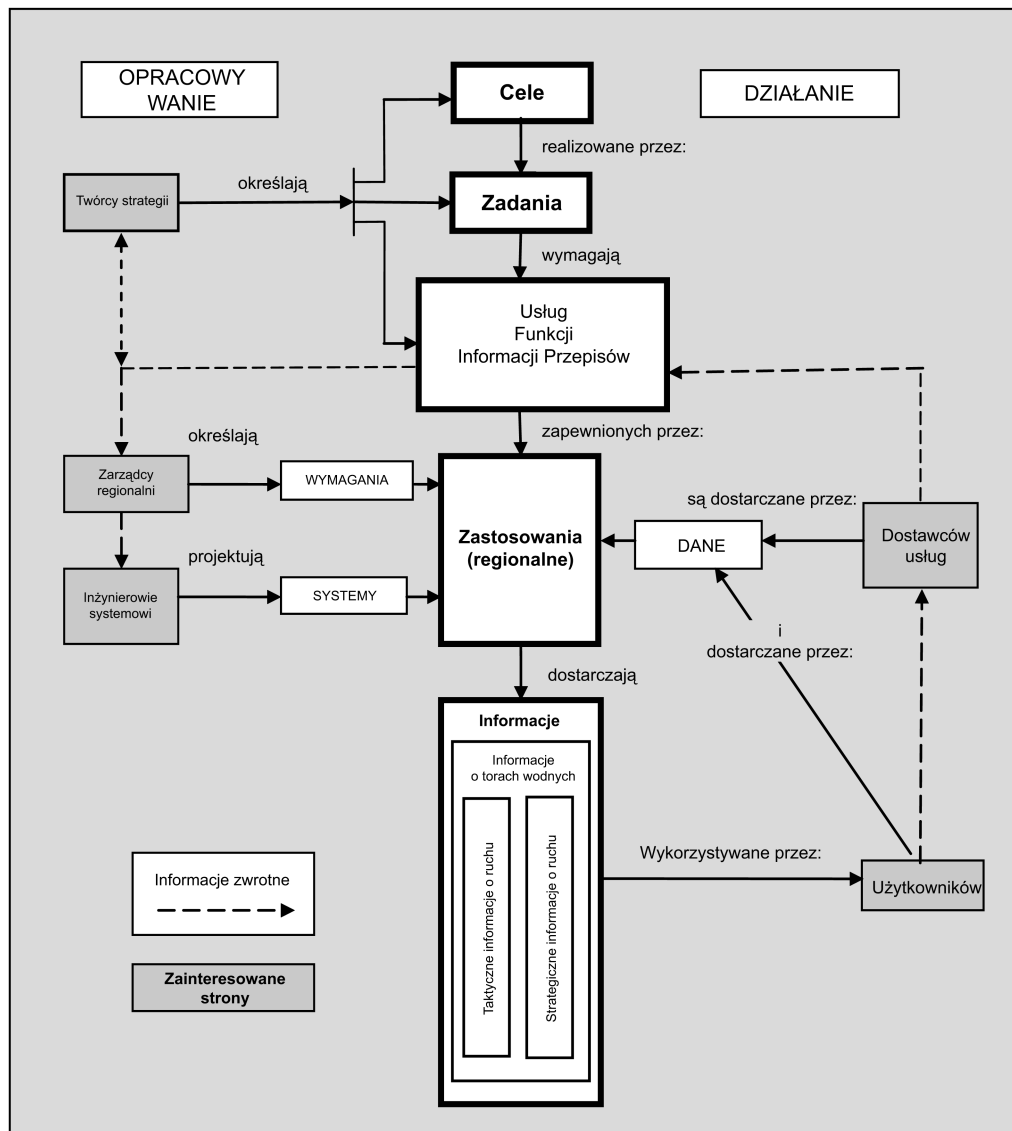 OPRACOWY
WANIE
Cele
DZIAŁANIE
realizowane przez:
określają
Twórcy strategii
Zadania
wymagają
Usług
Funkcji
Informacji Przepisów
określają
zapewnionych przez:
Zarządcy
regionalni
WYMAGANIA
są dostarczane przez:
Zastosowania
(regionalne)
DANE
Dostawców
usług
projektują
Inżynierowie
systemowi
SYSTEMY
i
dostarczane przez:
dostarczają
Informacje
Informacje
o torach wodnych
Taktyczne informacje o ruchu
Strategiczne informacje o ruchu
Wykorzystywane przez:
Użytkowników
Informacje zwrotne
Zainteresowane
strony